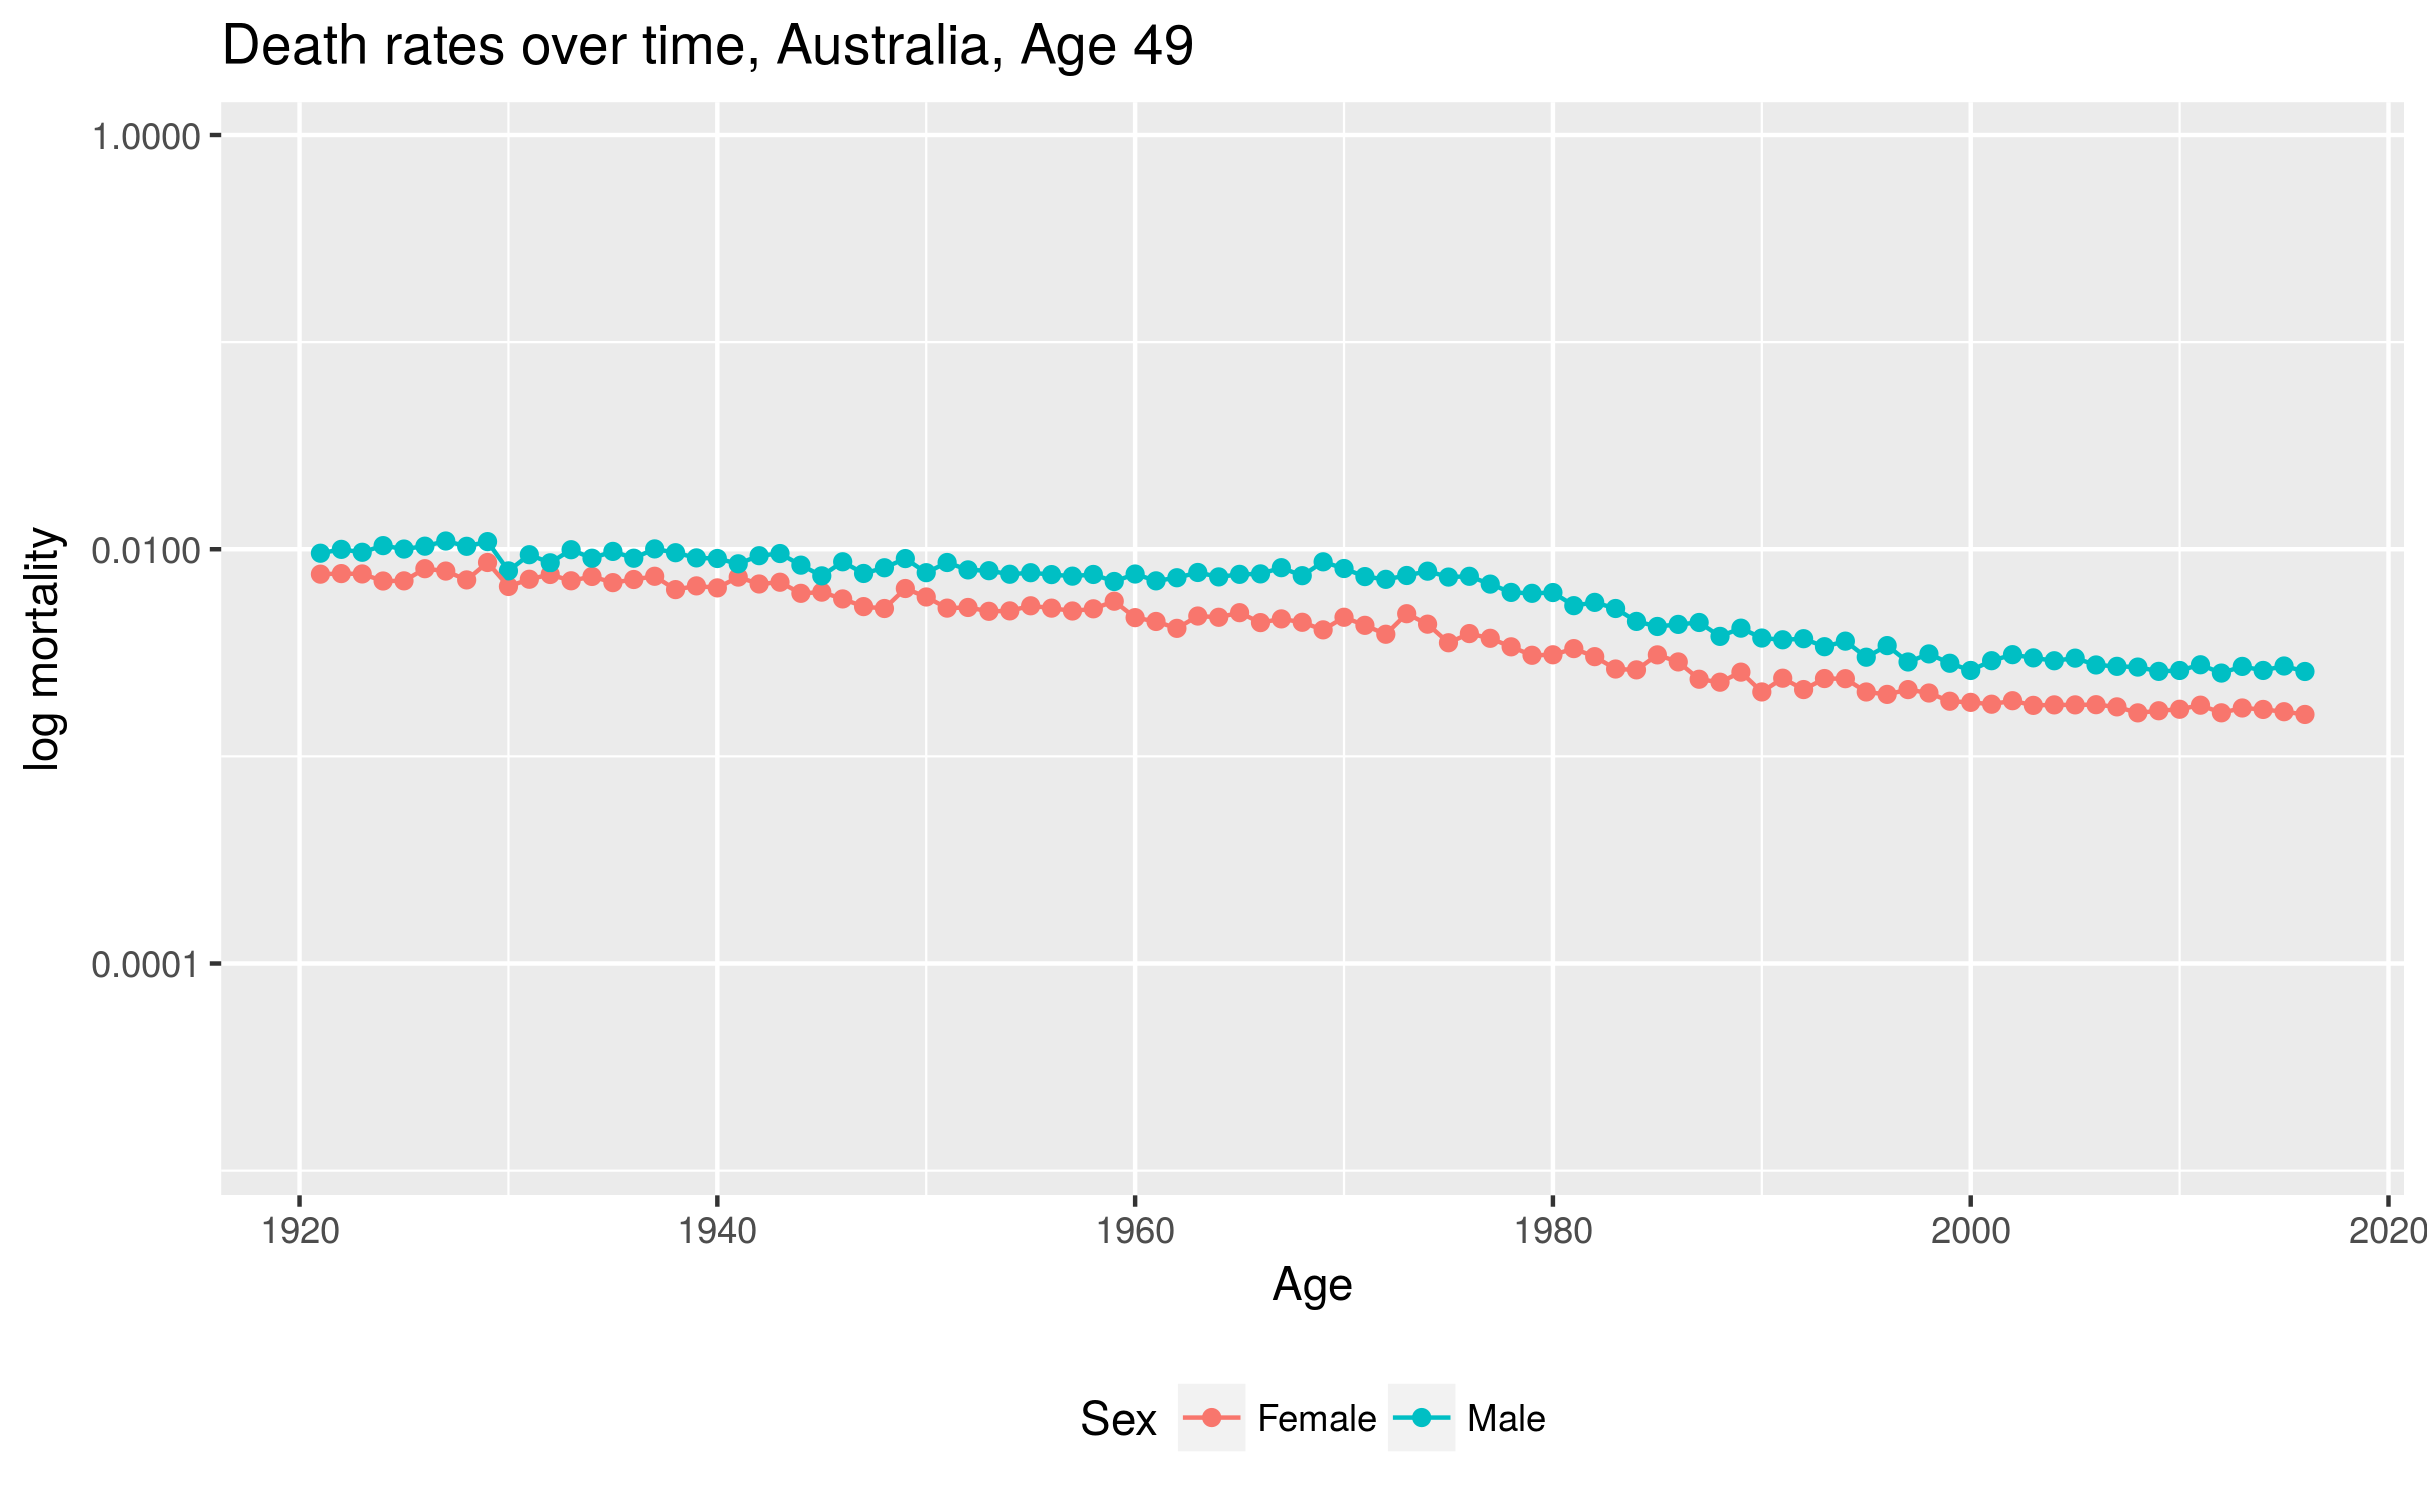 Death rates over time, Australia, Age 49
1.0000
0.0100
0.0001
log mortality
1920 1940 1960 1980 2000 2020
Age
Sex Female Male